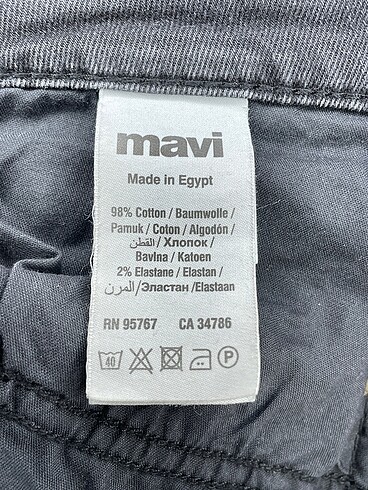 mavi
Made in Egypt
98% Cotton / Baumwolle /
Pamuk / Coton / Algodón /
القطن / Хлопок /
Bavlna / Katoen
2% Elastane / Elastan /
المرن / Эластан / Elastaan
RN 95767 CA 34786
40 P